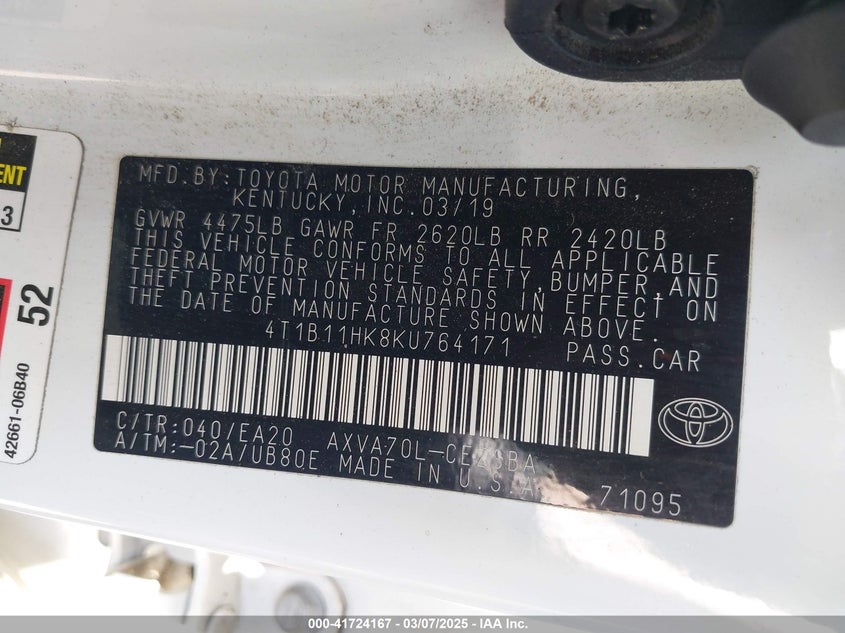 ENT
3
52
42661-06B40
MFD.BY:TOYOTA MOTOR MANUFACTURING,
KENTUCKY,INC.03/19
GVWR 4475LB GAWR FR 2620LB RR 2420LB
THIS VEHICLE CONFORMS TO ALL APPLICABLE
FEDERAL MOTOR VEHICLE SAFETY,BUMPER,AND
THEFT PREVENTION STANDARDS IN EFFECT ON
THE DATE OF MANUFACTURE SHOWN ABOVE.
4T1B11HK8KU764171 PASS.CAR
C/TR:040/EA20 AXVA70L-
A/TM:-02A/UB80E MADE IN U.S.A.
71095
000-41724167 — 03/07/2025 - IAA Inc.